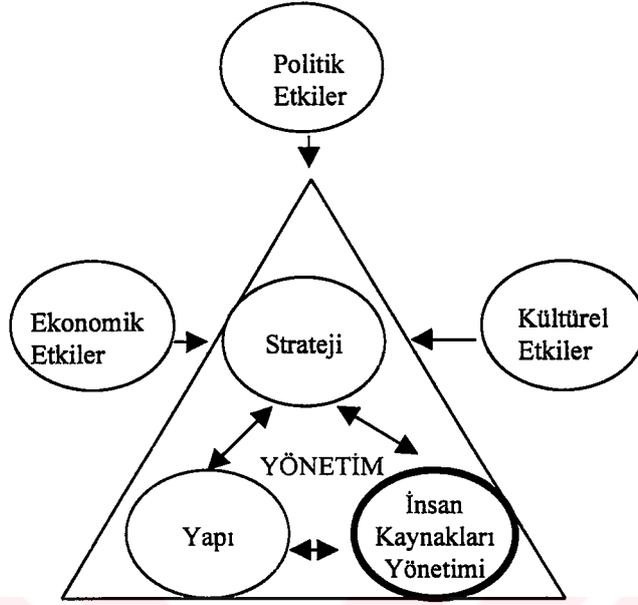 Politik
Etkiler
Ekonomik
Etkiler
Strateji
Kültürel
Etkiler
YÖNETİM
Yapı
İnsan
Kaynakları
Yönetimi